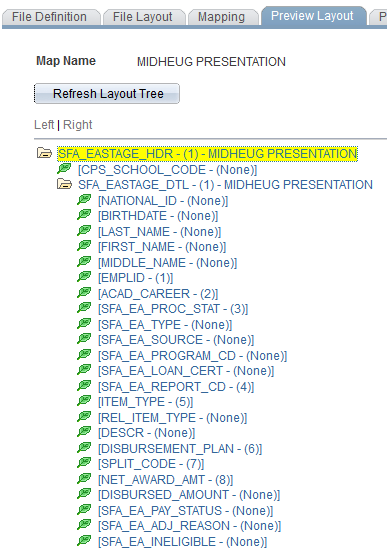 File Definition File Layout Mapping Preview Layout P
Map Name MIDHEUG PRESENTATION
Refresh Layout Tree
Left | Right
SFA_EASTAGE_HDR - (1) - MIDHEUG PRESENTATION
[CPS_SCHOOL_CODE - (None)]
SFA_EASTAGE_DTL - (1) - MIDHEUG PRESENTATION
[NATIONAL_ID - (None)]
[BIRTHDATE - (None)]
[LAST_NAME - (None)]
[FIRST_NAME - (None)]
[MIDDLE_NAME - (None)]
[EMPLID - (1)]
[ACAD_CAREER - (2)]
[SFA_EA_PROC_STAT - (3)]
[SFA_EA_TYPE - (None)]
[SFA_EA_SOURCE - (None)]
[SFA_EA_PROGRAM_CD - (None)]
[SFA_EA_LOAN_CERT - (None)]
[SFA_EA_REPORT_CD - (4)]
[ITEM_TYPE - (5)]
[REL_ITEM_TYPE - (None)]
[DESCR - (None)]
[DISBURSEMENT_PLAN - (6)]
[SPLIT_CODE - (7)]
[NET_AWARD_AMT - (8)]
[DISBURSED_AMOUNT - (None)]
[SFA_EA_PAY_STATUS - (None)]
[SFA_EA_ADJ_REASON - (None)]
[SFA_EA_INELIGIBLE - (None)]